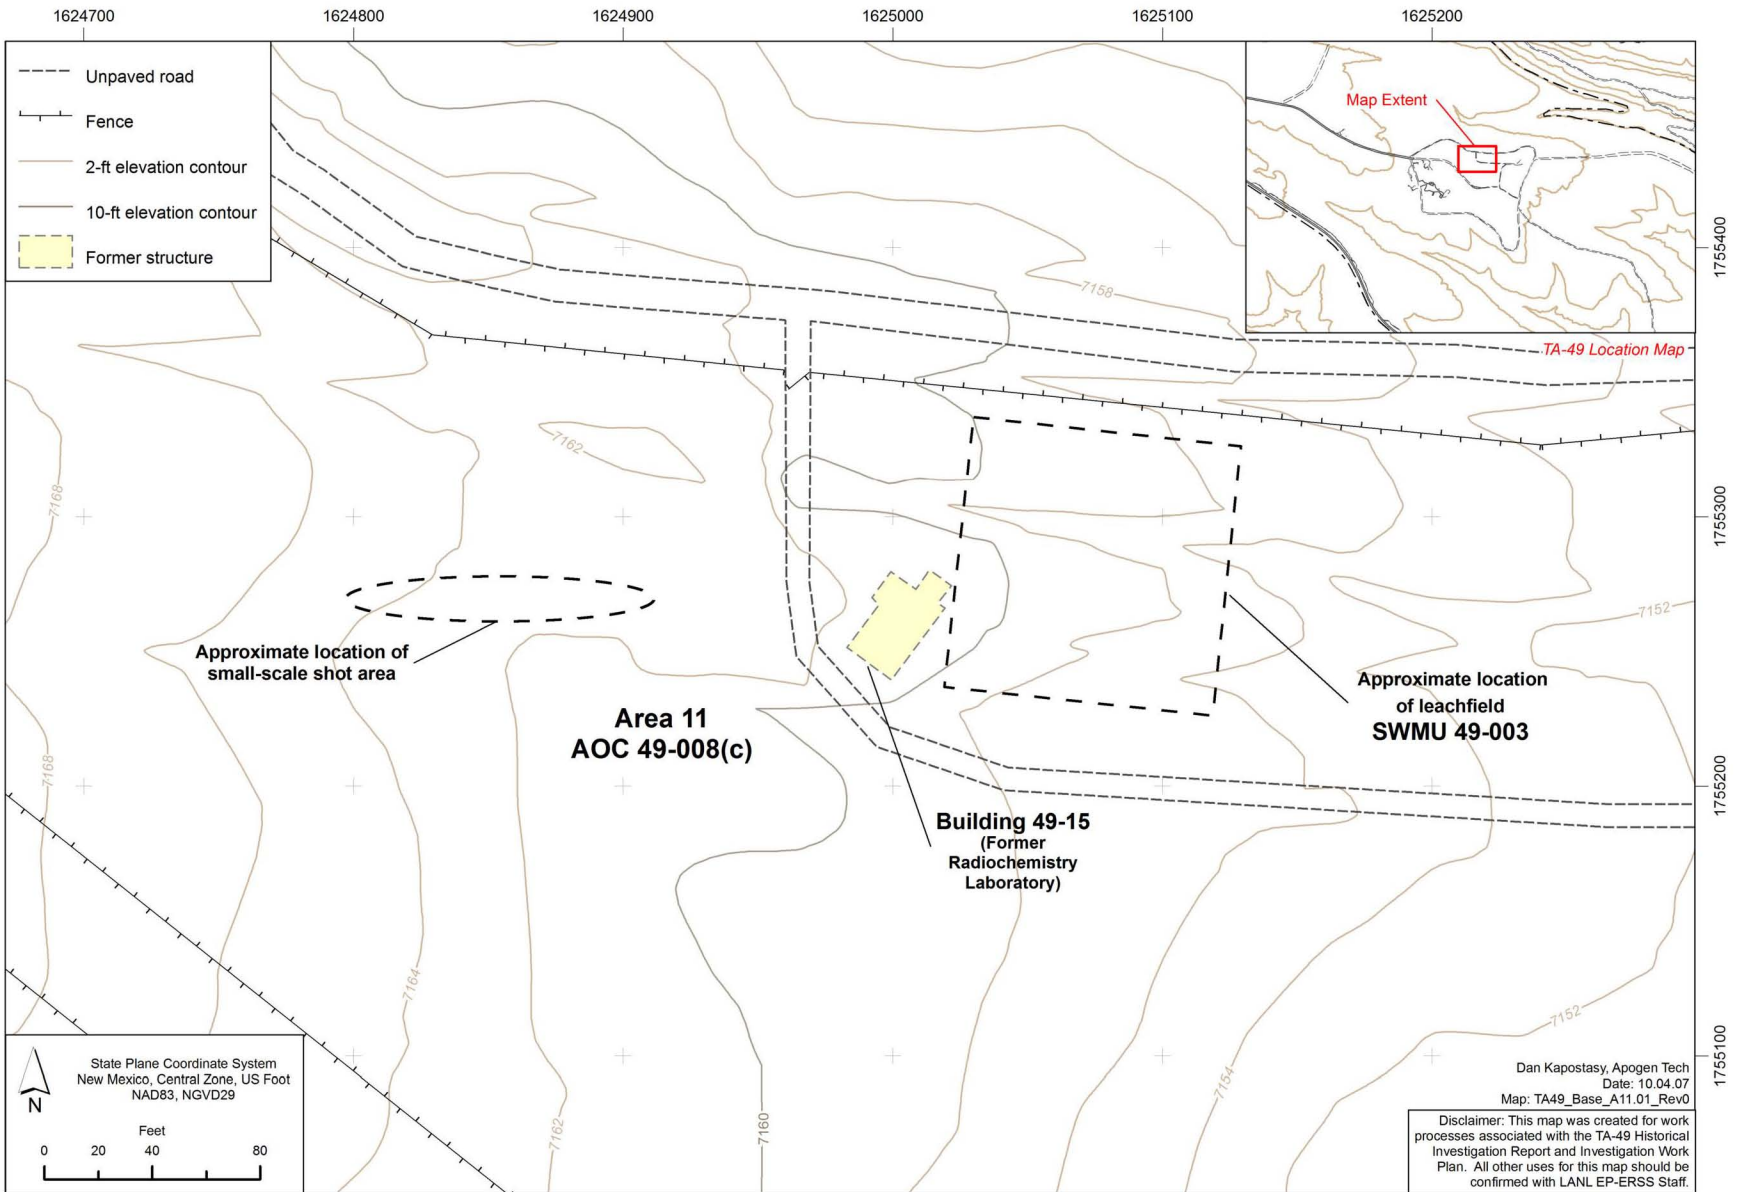 1624700
1624800
1624900
1625000
1625100
1625200
Unpaved road
Fence
2-ft elevation contour
10-ft elevation contour
Former structure
Map Extent
TA-49 Location Map
1755400
1755300
1755200
1755100
7158
7162
7168
7152
Approximate location of
small-scale shot area
Area 11
AOC 49-008(c)
Approximate location
of leachfield
SWMU 49-003
7168
Building 49-15
(Former
Radiochemistry
Laboratory)
7164
7152
7154
7162
7160
State Plane Coordinate System
New Mexico, Central Zone, US Foot
NAD83, NGVD29
N
Feet
0 20 40 80
Dan Kapostasy, Apogen Tech
Date: 10.04.07
Map: TA49_Base_A11.01_Rev0
Disclaimer: This map was created for work
processes associated with the TA-49 Historical
Investigation Report and Investigation Work
Plan. All other uses for this map should be
confirmed with LANL EP-ERSS Staff.